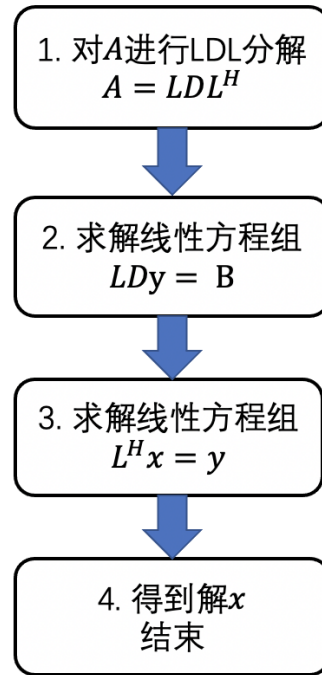 1. 对A进行LDL分解
A = LDL^H
2. 求解线性方程组
LDy = B
3. 求解线性方程组
L^H x = y
4. 得到解x
结束